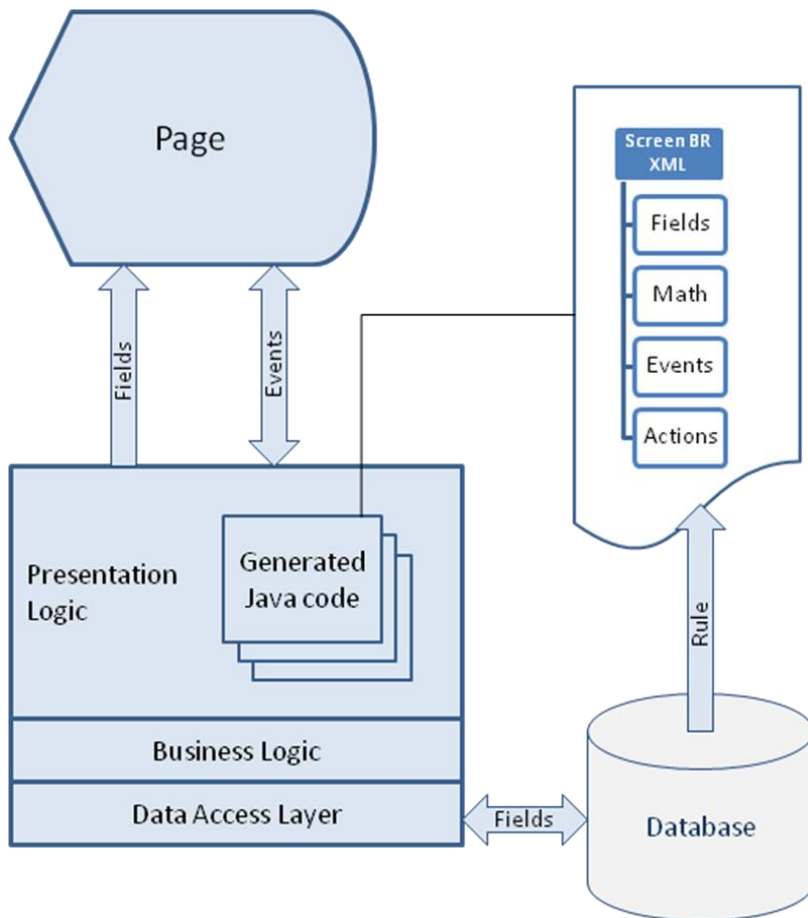 Page
Screen BR
XML
Fields
Math
Events
Actions
Fields
Events
Presentation
Logic
Generated
Java code
Rule
Business Logic
Data Access Layer
Fields
Database